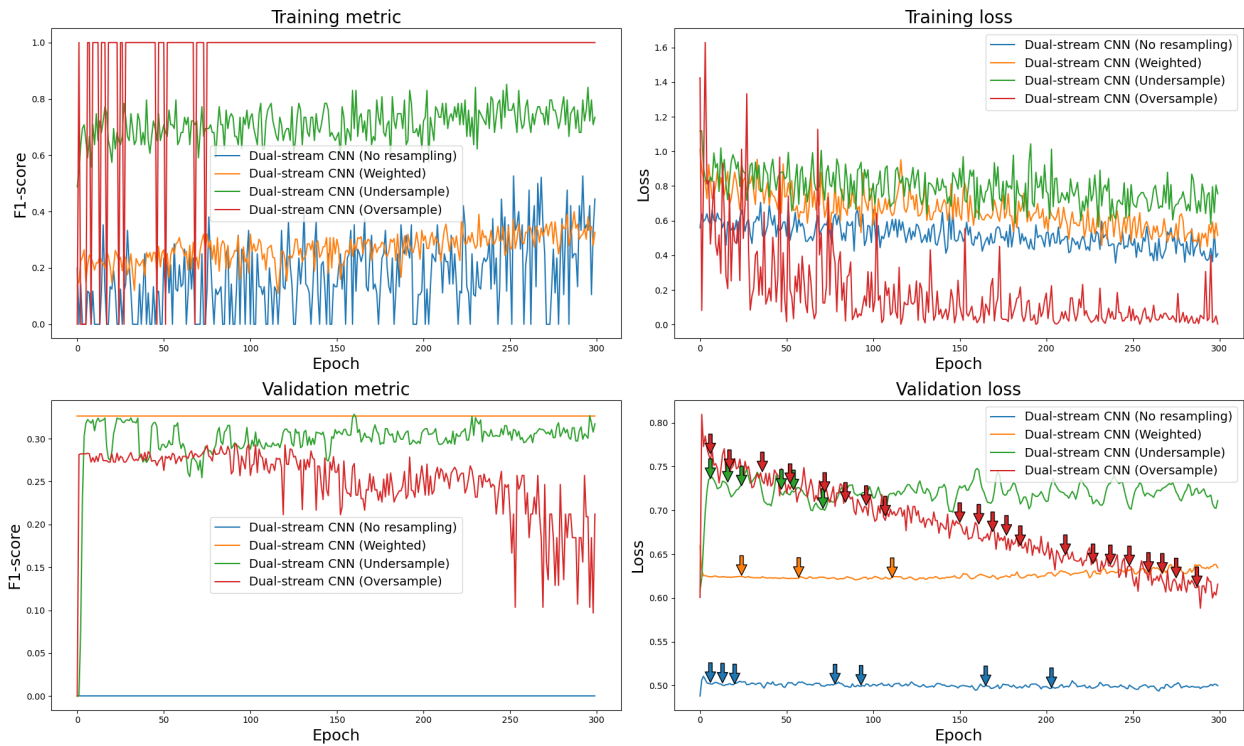 Training metric
F1-score
1.0
0.8
0.6
0.4
0.2
0.0
Dual-stream CNN (No resampling)
Dual-stream CNN (Weighted)
Dual-stream CNN (Undersample)
Dual-stream CNN (Oversample)
0
50
100
150
200
250
300
Epoch
Training loss
Loss
1.6
1.4
1.2
1.0
0.8
0.6
0.4
0.2
0.0
Dual-stream CNN (No resampling)
Dual-stream CNN (Weighted)
Dual-stream CNN (Undersample)
Dual-stream CNN (Oversample)
0
50
100
150
200
250
300
Epoch
Validation metric
F1-score
0.30
0.25
0.20
0.15
0.10
0.05
0.00
Dual-stream CNN (No resampling)
Dual-stream CNN (Weighted)
Dual-stream CNN (Undersample)
Dual-stream CNN (Oversample)
0
50
100
150
200
250
300
Epoch
Validation loss
Loss
0.80
0.75
0.70
0.65
0.60
0.55
0.50
Dual-stream CNN (No resampling)
Dual-stream CNN (Weighted)
Dual-stream CNN (Undersample)
Dual-stream CNN (Oversample)
0
50
100
150
200
250
300
Epoch